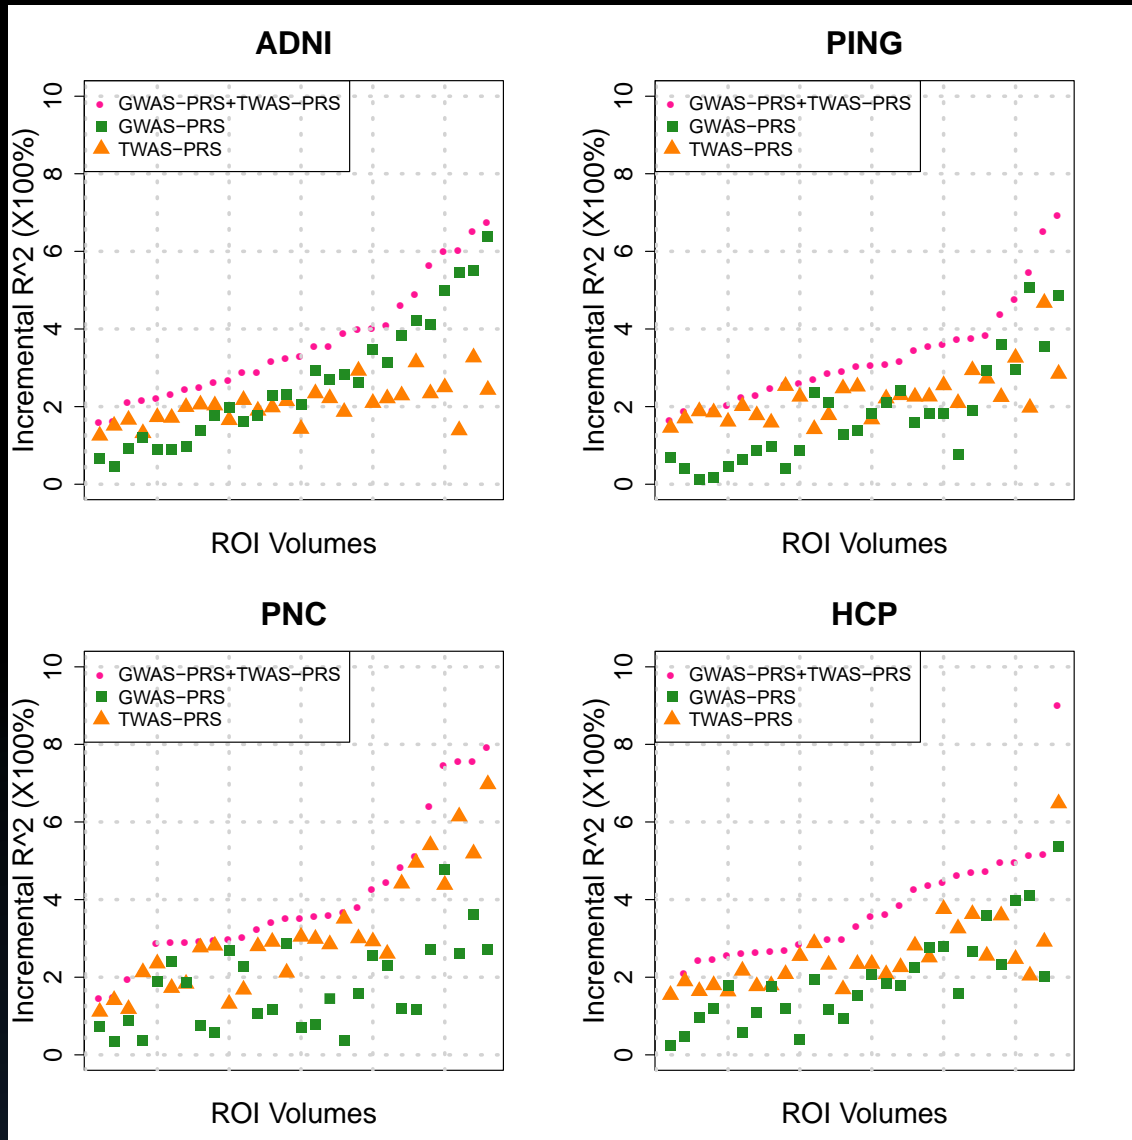 ADNI
Incremental R^2 (X100%)
10
8
6
4
2
0
GWAS−PRS+TWAS−PRS
GWAS−PRS
TWAS−PRS
ROI Volumes
PING
Incremental R^2 (X100%)
10
8
6
4
2
0
GWAS−PRS+TWAS−PRS
GWAS−PRS
TWAS−PRS
ROI Volumes
PNC
Incremental R^2 (X100%)
10
8
6
4
2
0
GWAS−PRS+TWAS−PRS
GWAS−PRS
TWAS−PRS
ROI Volumes
HCP
Incremental R^2 (X100%)
10
8
6
4
2
0
GWAS−PRS+TWAS−PRS
GWAS−PRS
TWAS−PRS
ROI Volumes